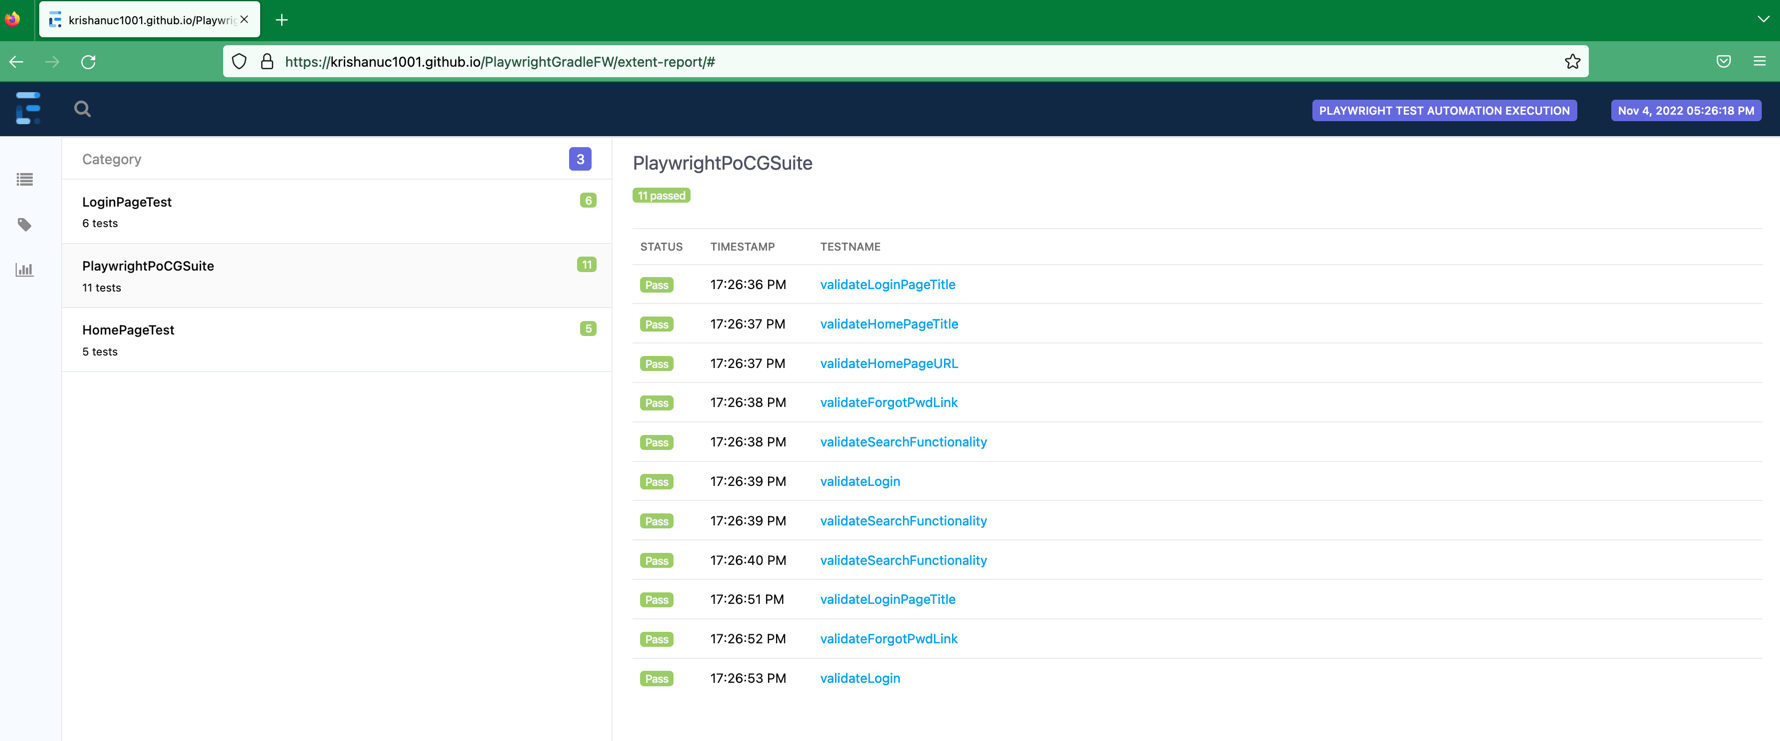 krishanuc1001.github.io/Playwri
https://krishanuc1001.github.io/PlaywrightGradleFW/extent-report/#
PLAYWRIGHT TEST AUTOMATION EXECUTION
Nov 4, 2022 05:26:18 PM
Category
3
LoginPageTest
6
6 tests
PlaywrightPoCGSuite
11
11 tests
HomePageTest
5
5 tests
PlaywrightPoCGSuite
11 passed
STATUS TIMESTAMP TESTNAME
Pass 17:26:36 PM validateLoginPageTitle
Pass 17:26:37 PM validateHomePageTitle
Pass 17:26:37 PM validateHomePageURL
Pass 17:26:38 PM validateForgotPwdLink
Pass 17:26:38 PM validateSearchFunctionality
Pass 17:26:39 PM validateLogin
Pass 17:26:39 PM validateSearchFunctionality
Pass 17:26:40 PM validateSearchFunctionality
Pass 17:26:51 PM validateLoginPageTitle
Pass 17:26:52 PM validateForgotPwdLink
Pass 17:26:53 PM validateLogin